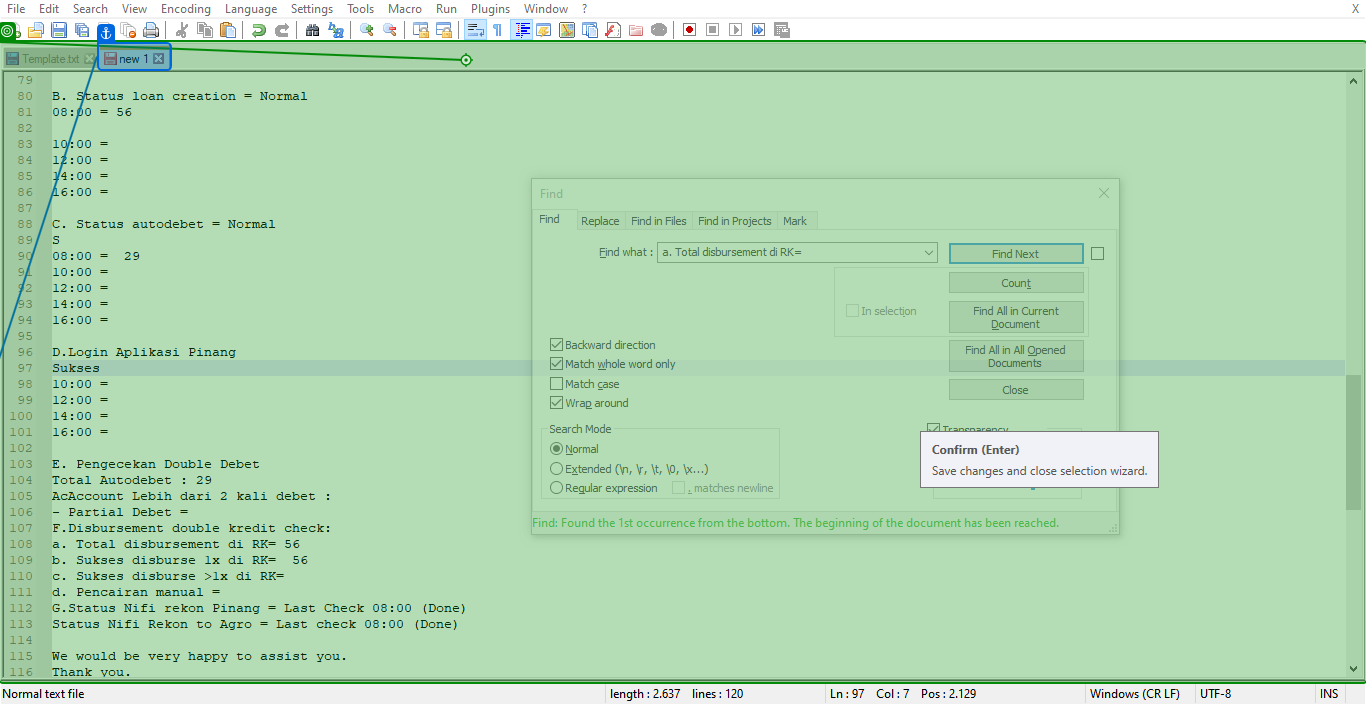 File Edit Search View Encoding Language Settings Tools Macro Run Plugins Window ? X
Template.txt new 1
79
80 B. Status loan creation = Normal
81 08:00 = 56
82
83 10:00 =
84 12:00 =
85 14:00 =
86 16:00 =
87
88 C. Status autodebet = Normal
89 S
90 08:00 = 29
91 10:00 =
92 12:00 =
93 14:00 =
94 16:00 =
95
96 D.Login Aplikasi Pinang
97 Sukses
98 10:00 =
99 12:00 =
100 14:00 =
101 16:00 =
102
103 E. Pengecekan Double Debet
104 Total Autodebet : 29
105 AcAccount Lebih dari 2 kali debet :
106 - Partial Debet =
107 F.Disbursement double kredit check:
108 a. Total disbursement di RK= 56
109 b. Sukses disburse 1x di RK=  56
110 c. Sukses disburse >1x di RK=
111 d. Pencairan manual =
112 G.Status Nifi rekon Pinang = Last Check 08:00 (Done)
113 Status Nifi Rekon to Agro = Last check 08:00 (Done)
114
115 We would be very happy to assist you.
116 Thank you.
Find
Find Replace Find in Files Find in Projects Mark
Find what : a. Total disbursement di RK= Find Next
Count
In selection
Find All in Current
Document
Backward direction
Find All in All Opened
Documents
Match whole word only
Match case
Close
Wrap around
Search Mode
Transparency
Normal
Extended (\n, \r, \t, \0, \x...)
Regular expression . matches newline
Confirm (Enter)
Save changes and close selection wizard.
Find: Found the 1st occurrence from the bottom. The beginning of the document has been reached.
Normal text file length : 2.637 lines : 120 Ln : 97 Col : 7 Pos : 2.129 Windows (CR LF) UTF-8 INS